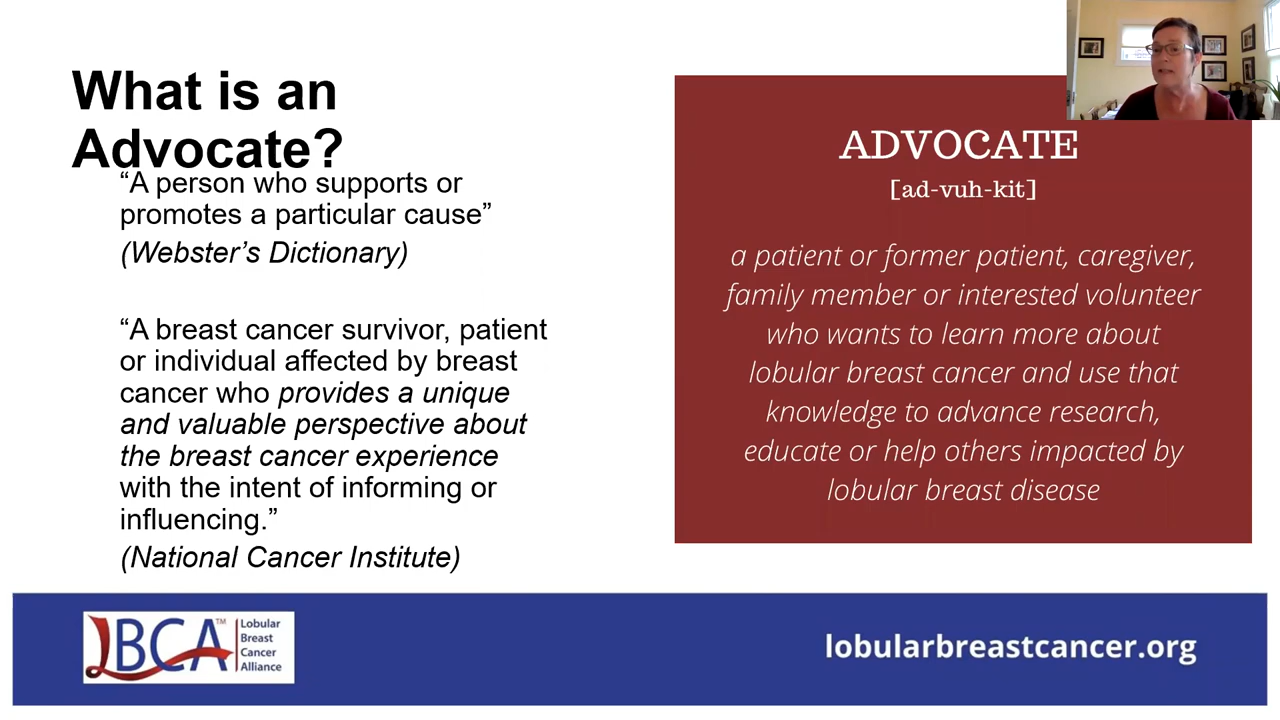 What is an
Advocate?
“A person who supports or
promotes a particular cause”
(Webster’s Dictionary)
“A breast cancer survivor, patient
or individual affected by breast
cancer who provides a unique
and valuable perspective about
the breast cancer experience
with the intent of informing or
influencing.”
(National Cancer Institute)
ADVOCATE
[ad-vuh-kit]
a patient or former patient, caregiver,
family member or interested volunteer
who wants to learn more about
lobular breast cancer and use that
knowledge to advance research,
educate or help others impacted by
lobular breast disease
LBCA™
Lobular
Breast
Cancer
Alliance
lobularbreastcancer.org